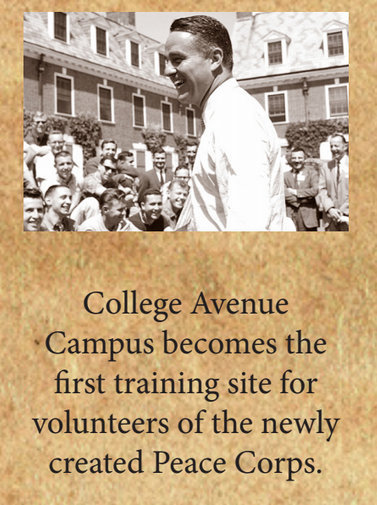 College Avenue
Campus becomes the
first training site for
volunteers of the newly
created Peace Corps.